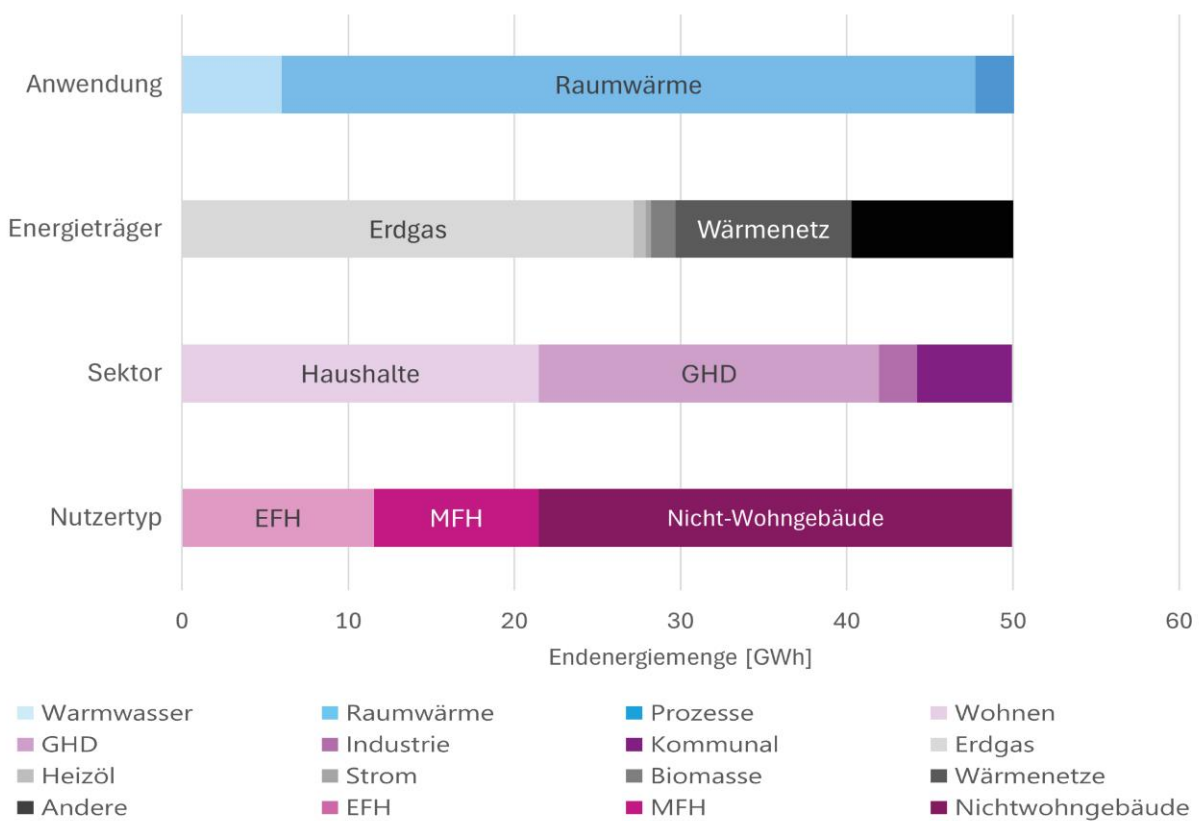 Anwendung
Raumwärme
Energieträger
Erdgas
Wärmenetz
Sektor
Haushalte
GHD
Nutzertyp
EFH
MFH
Nicht-Wohngebäude
0 10 20 30 40 50 60
Endenergiemenge [GWh]
Warmwasser Raumwärme Prozesse Wohnen
GHD Industrie Kommunal Erdgas
Heizöl Strom Biomasse Wärmenetze
Andere EFH MFH Nichtwohngebäude